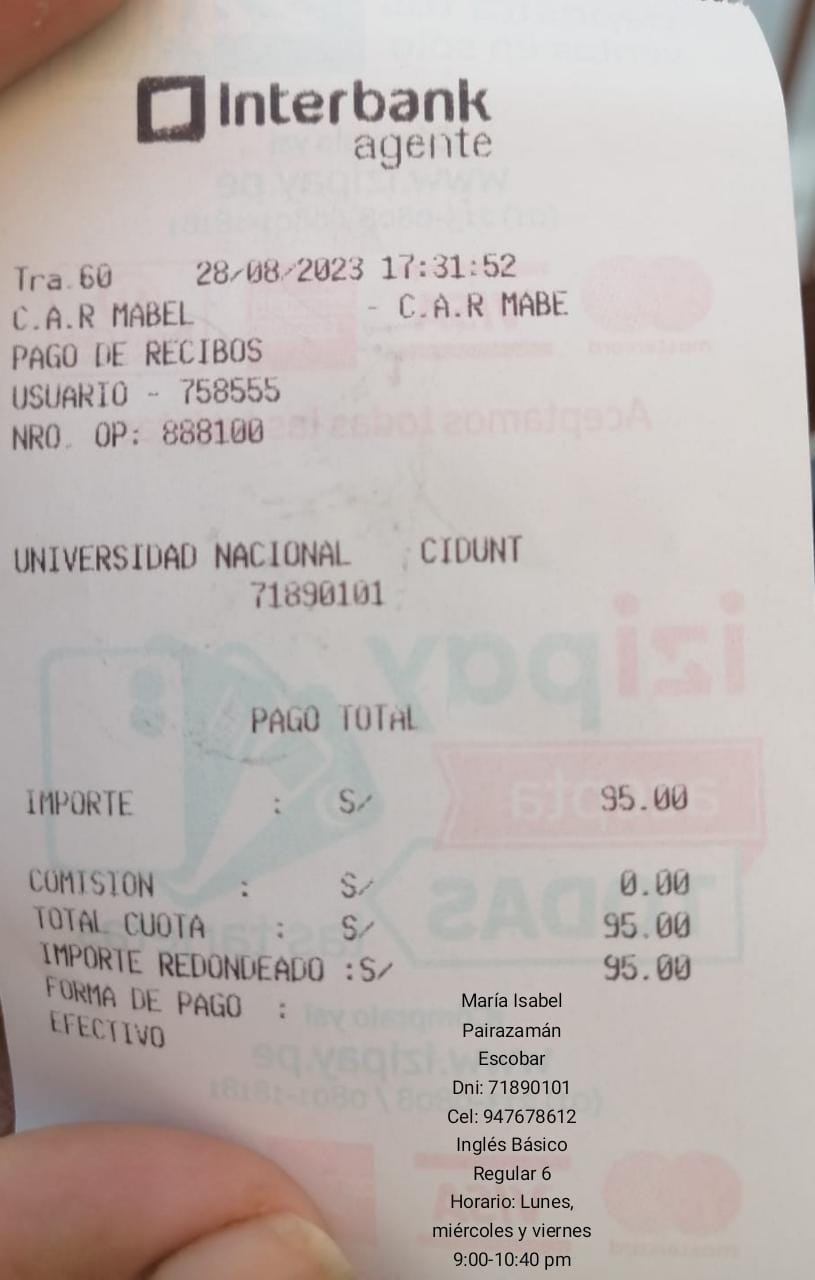 Interbank
agente
Tra.60 28/08/2023 17:31:52
C.A.R MABEL - C.A.R MABE
PAGO DE RECIBOS
USUARIO - 758555
NRO. OP: 888100
UNIVERSIDAD NACIONAL CIDUNT
71890101
PAGO TOTAL
IMPORTE : S/ 95.00
COMISION : S/ 0.00
TOTAL CUOTA : S/ 95.00
IMPORTE REDONDEADO :S/ 95.00
FORMA DE PAGO :
EFECTIVO
María Isabel
Pairazamán
Escobar
Dni: 71890101
Cel: 947678612
Inglés Básico
Regular 6
Horario: Lunes,
miércoles y viernes
9:00-10:40 pm